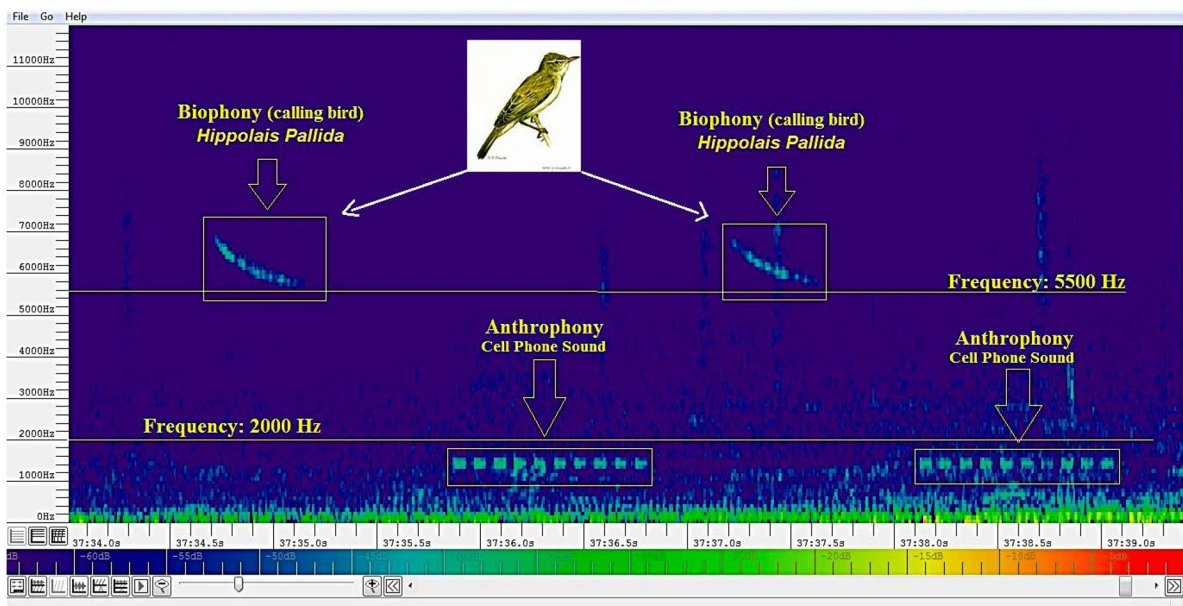 File Go Help
11000Hz
10000Hz
9000Hz
8000Hz
7000Hz
6000Hz
5000Hz
4000Hz
3000Hz
2000Hz
1000Hz
0Hz
Biophony (calling bird)
Hippolais Pallida
Biophony (calling bird)
Hippolais Pallida
Frequency: 5500 Hz
Anthrophony
Cell Phone Sound
Anthrophony
Cell Phone Sound
Frequency: 2000 Hz
37:34.0s 37:34.5s 37:35.0s 37:35.5s 37:36.0s 37:36.5s 37:37.0s 37:37.5s 37:38.0s 37:38.5s 37:39.0s
dB -60dB -55dB -50dB -45dB -20dB -15dB -10dB